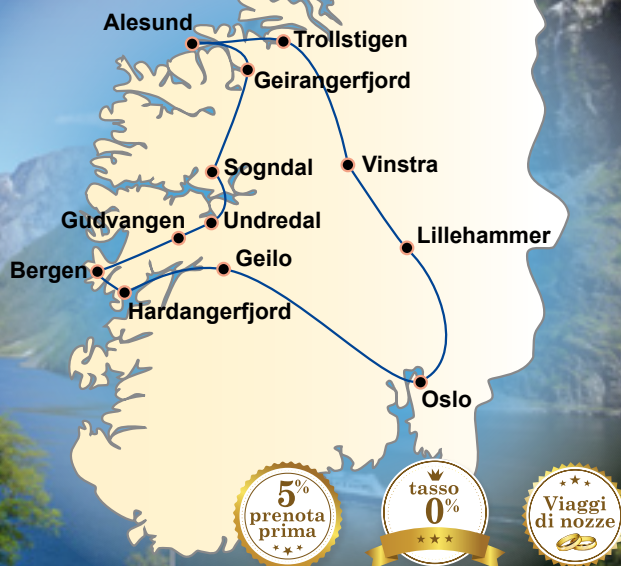 Alesund
Trollstigen
Geirangerfjord
Sogndal
Vinstra
Gudvangen
Undredal
Lillehammer
Geilo
Bergen
Hardangerfjord
Oslo
5%
prenota
prima
tasso
0%
Viaggi
di nozze